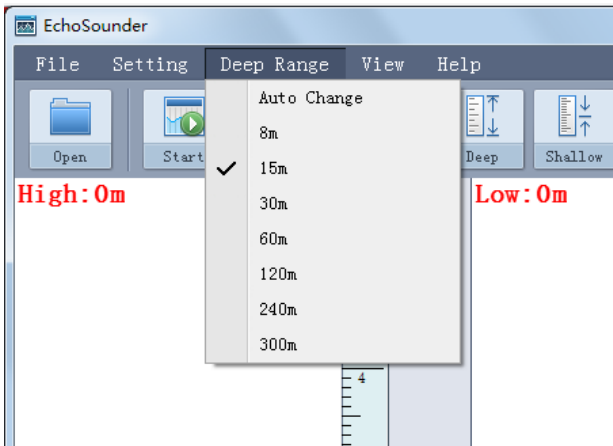 EchoSounder
File Setting Deep Range View Help
Auto Change
8m
15m
30m
60m
120m
240m
300m
Open Start Deep Shallow
High:0m Low:0m
4